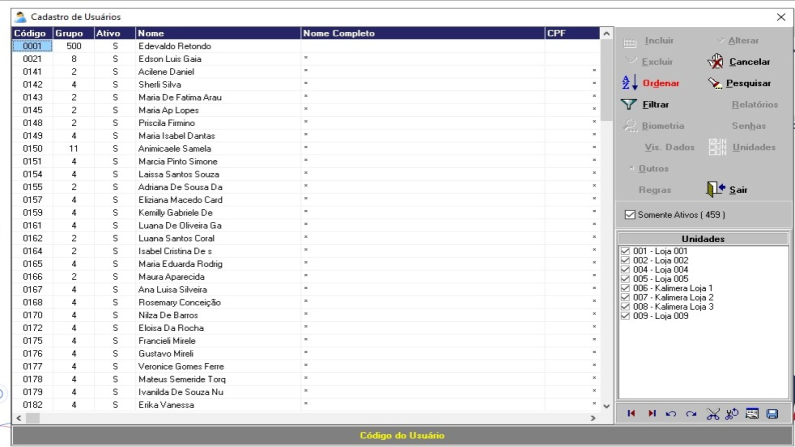 Cadastro de Usuários
Código Grupo Ativo Nome Nome Completo CPF
0001 500 S Edevaldo Retondo
0021 8 S Edson Luis Gaia *
0141 2 S Acilene Daniel * *
0142 4 S Sherli Silva * *
0143 2 S Maria De Fatima Arau * *
0145 2 S Maria Ap Lopes * *
0148 2 S Priscila Firmino * *
0149 4 S Maria Isabel Dantas * *
0150 11 S Animicaele Samela * *
0151 4 S Marcia Pinto Simone * *
0154 4 S Laissa Santos Souza * *
0155 2 S Adriana De Sousa Da * *
0157 4 S Eliziana Macedo Card * *
0159 4 S Kemilly Gabriele De * *
0161 4 S Luana De Oliveira Ga * *
0162 2 S Luana Santos Coral * *
0164 2 S Isabel Cristina De s * *
0165 4 S Maria Eduarda Rodrig * *
0166 2 S Maura Aparecida * *
0167 4 S Ana Luisa Silveira * *
0168 4 S Rosemary Conceição * *
0170 4 S Nilza De Barros * *
0172 4 S Eloisa Da Rocha * *
0175 4 S Francieli Mirele * *
0176 4 S Gustavo Mireli * *
0177 4 S Veronice Gomes Ferre * *
0178 4 S Mateus Semeride Torq * *
0179 4 S Ivanilda De Souza Nu * *
0182 4 S Erika Vanessa * *
Código do Usuário
Incluir Alterar
Excluir Cancelar
Ordenar Pesquisar
Filtrar Relatórios
Biometria Senhas
Vis. Dados Unidades
Outros
Regras Sair
Somente Ativos ( 459 )
Unidades
001 - Loja 001
002 - Loja 002
004 - Loja 004
005 - Loja 005
006 - Kalimera Loja 1
007 - Kalimera Loja 2
008 - Kalimera Loja 3
009 - Loja 009